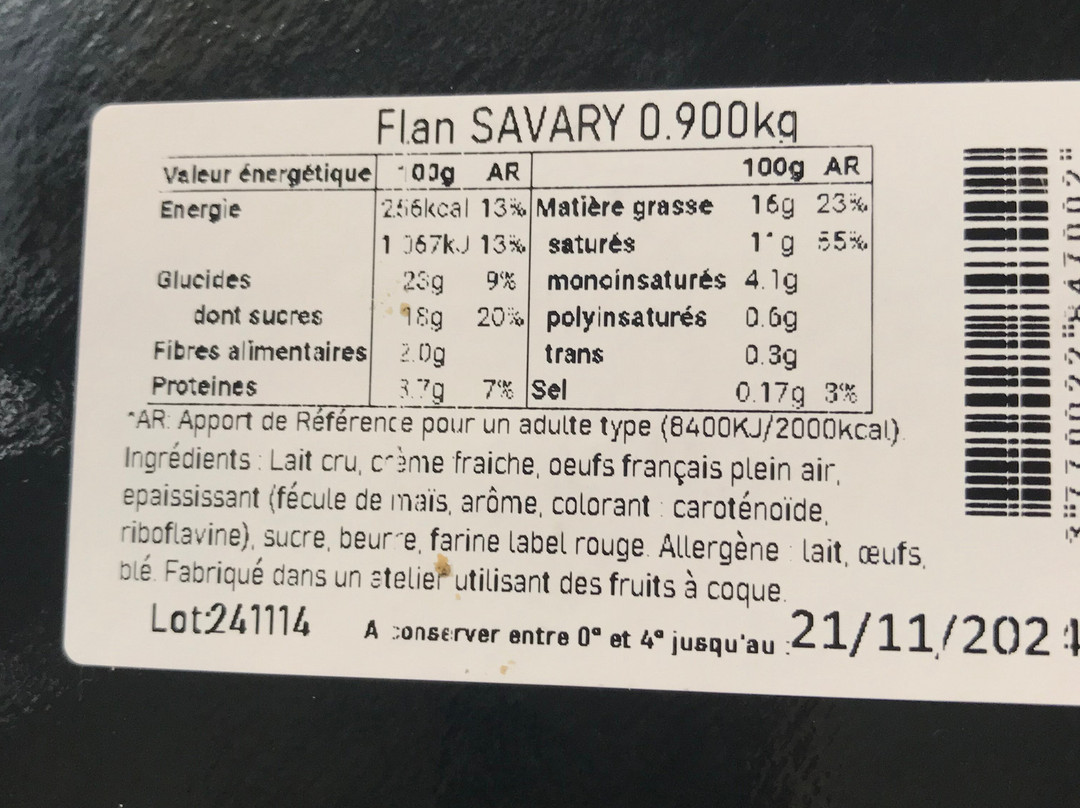 Flan SAVARY 0.900kg
Valeur énergétique 100g AR 100g AR
Energie 256kcal 13% Matière grasse 16g 23%
1 067kJ 13% saturés 11g 55%
Glucides 23g 9% monoinsaturés 4.1g
dont sucres 18g 20% polyinsaturés 0.6g
Fibres alimentaires 2.0g trans 0.3g
Proteines 3.7g 7% Sel 0.17g 3%
*AR: Apport de Référence pour un adulte type (8400KJ/2000kcal).
Ingrédients : Lait cru, crème fraiche, oeufs français plein air,
epaississant (fécule de maïs, arôme, colorant : caroténoïde,
riboflavine), sucre, beurre, farine label rouge. Allergène : lait, œufs,
blé. Fabriqué dans un atelier utilisant des fruits à coque.
Lot:241114 A conserver entre 0° et 4° jusqu'au : 21/11/2024